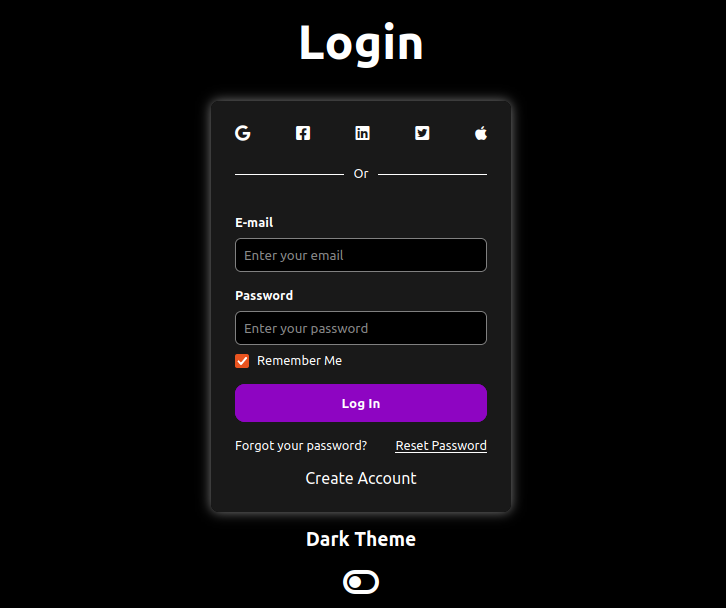 Login
Or
E-mail
Enter your email
Password
Enter your password
Remember Me
Log In
Forgot your password? Reset Password
Create Account
Dark Theme